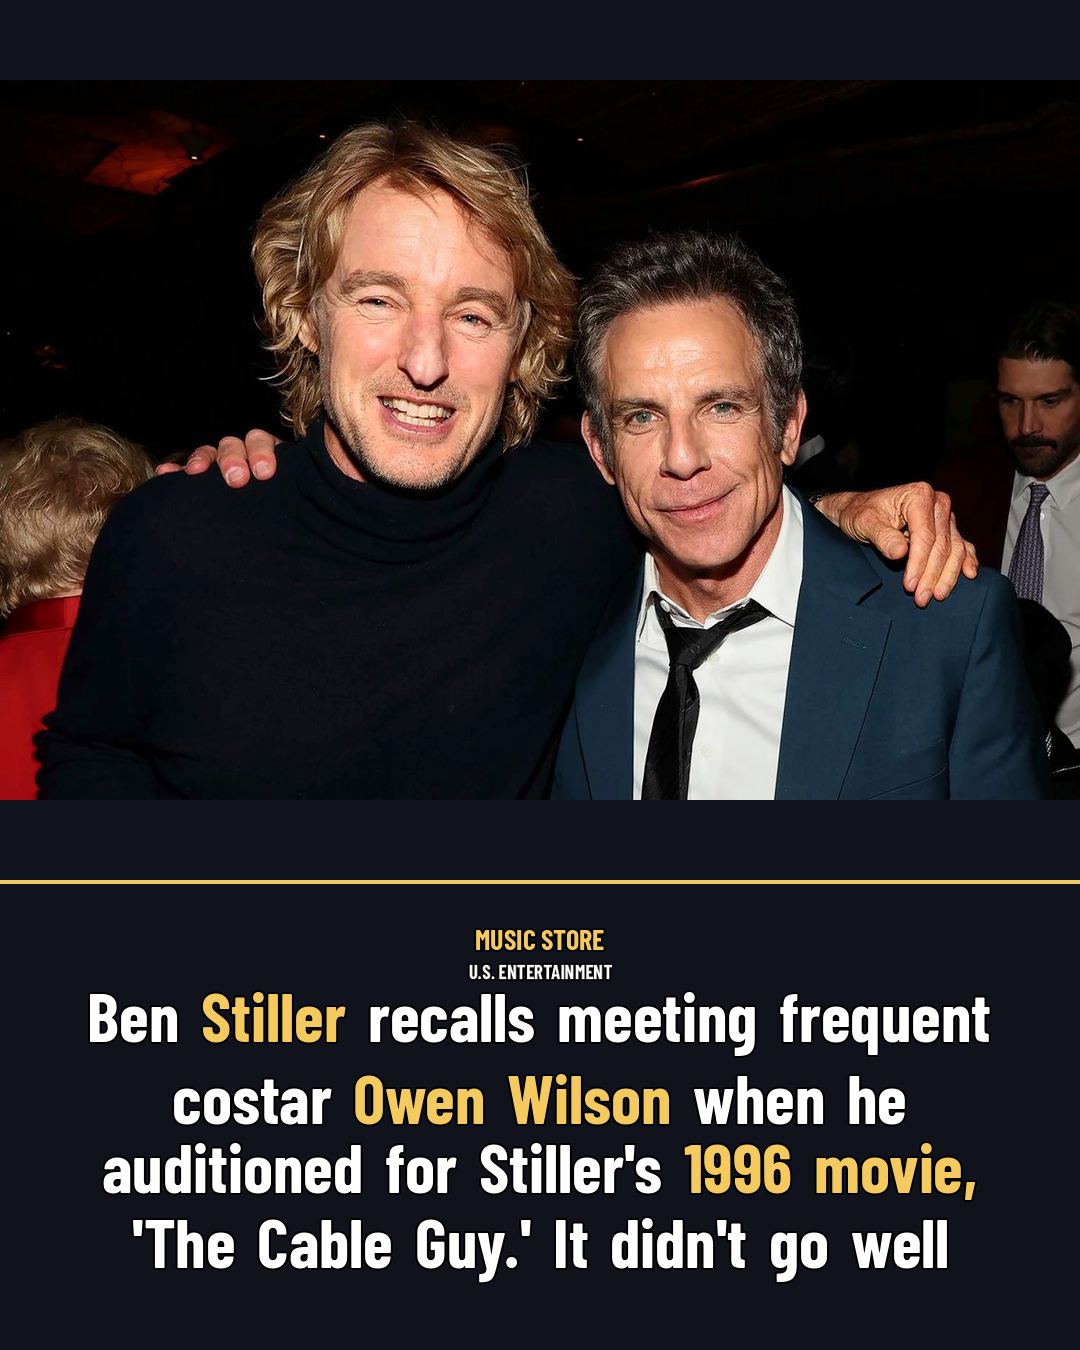 MUSIC STORE
U.S. ENTERTAINMENT
Ben Stiller recalls meeting frequent
costar Owen Wilson when he
auditioned for Stiller's 1996 movie,
'The Cable Guy.' It didn't go well